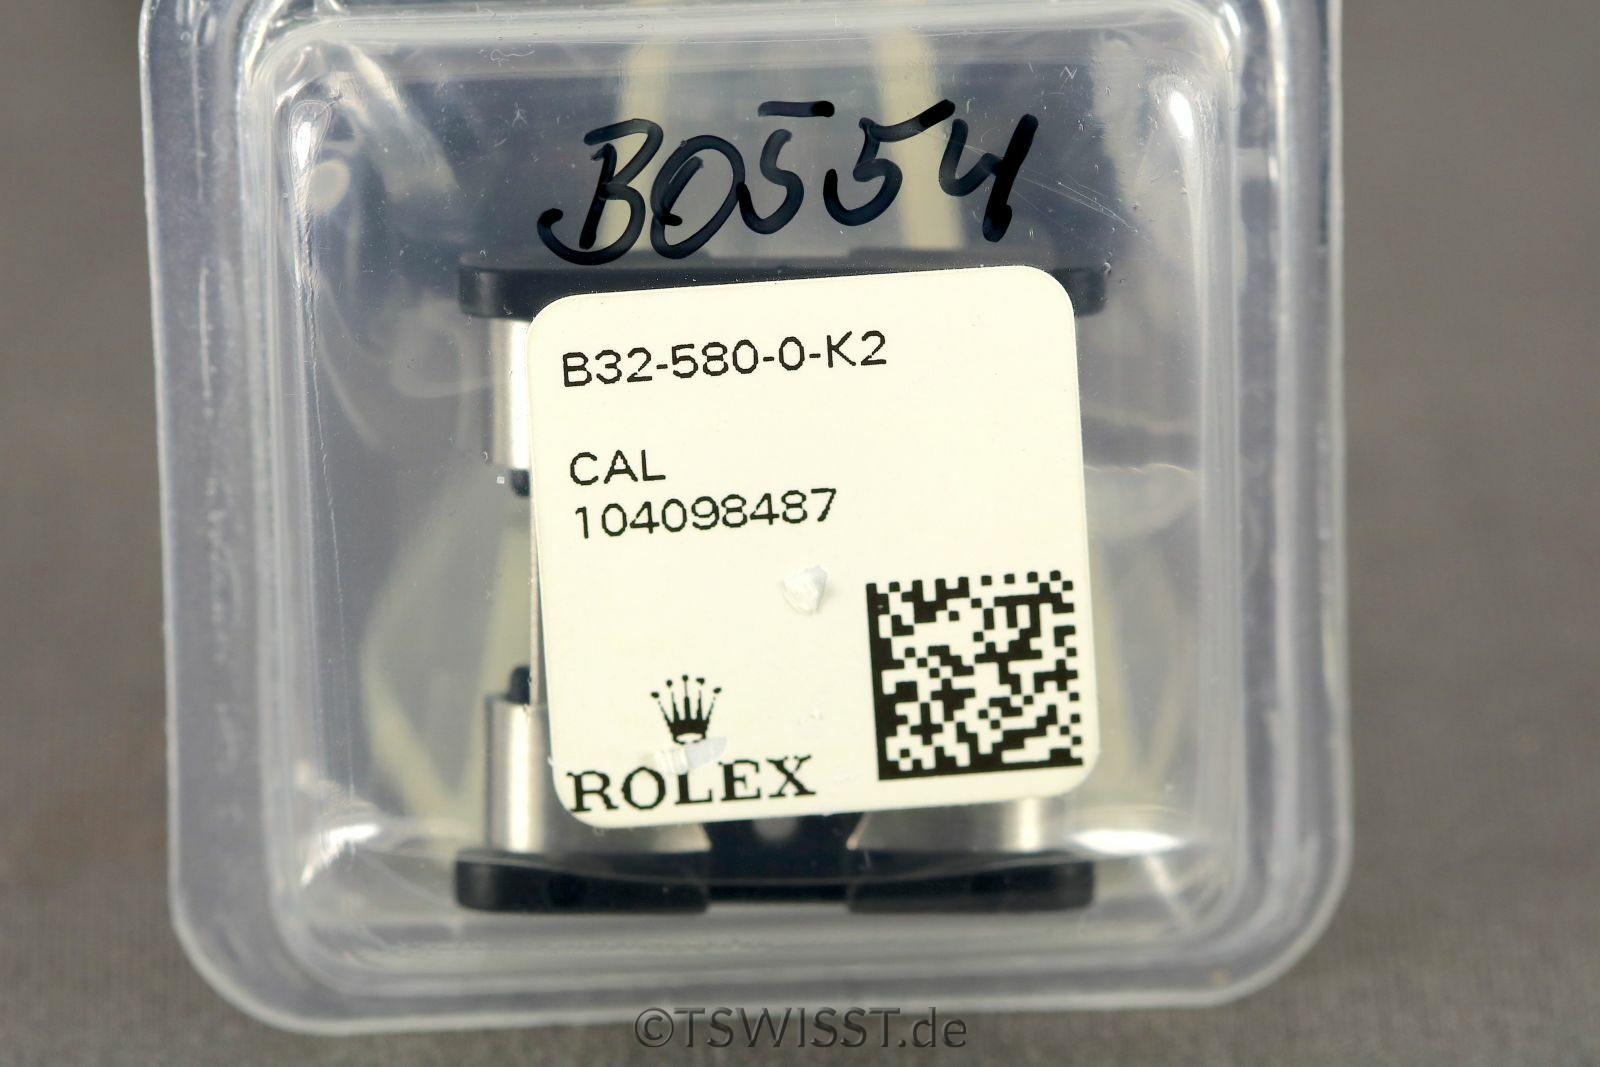 B0554
B32-580-0-K2
CAL
104098487
ROLEX
©TSWISST.de